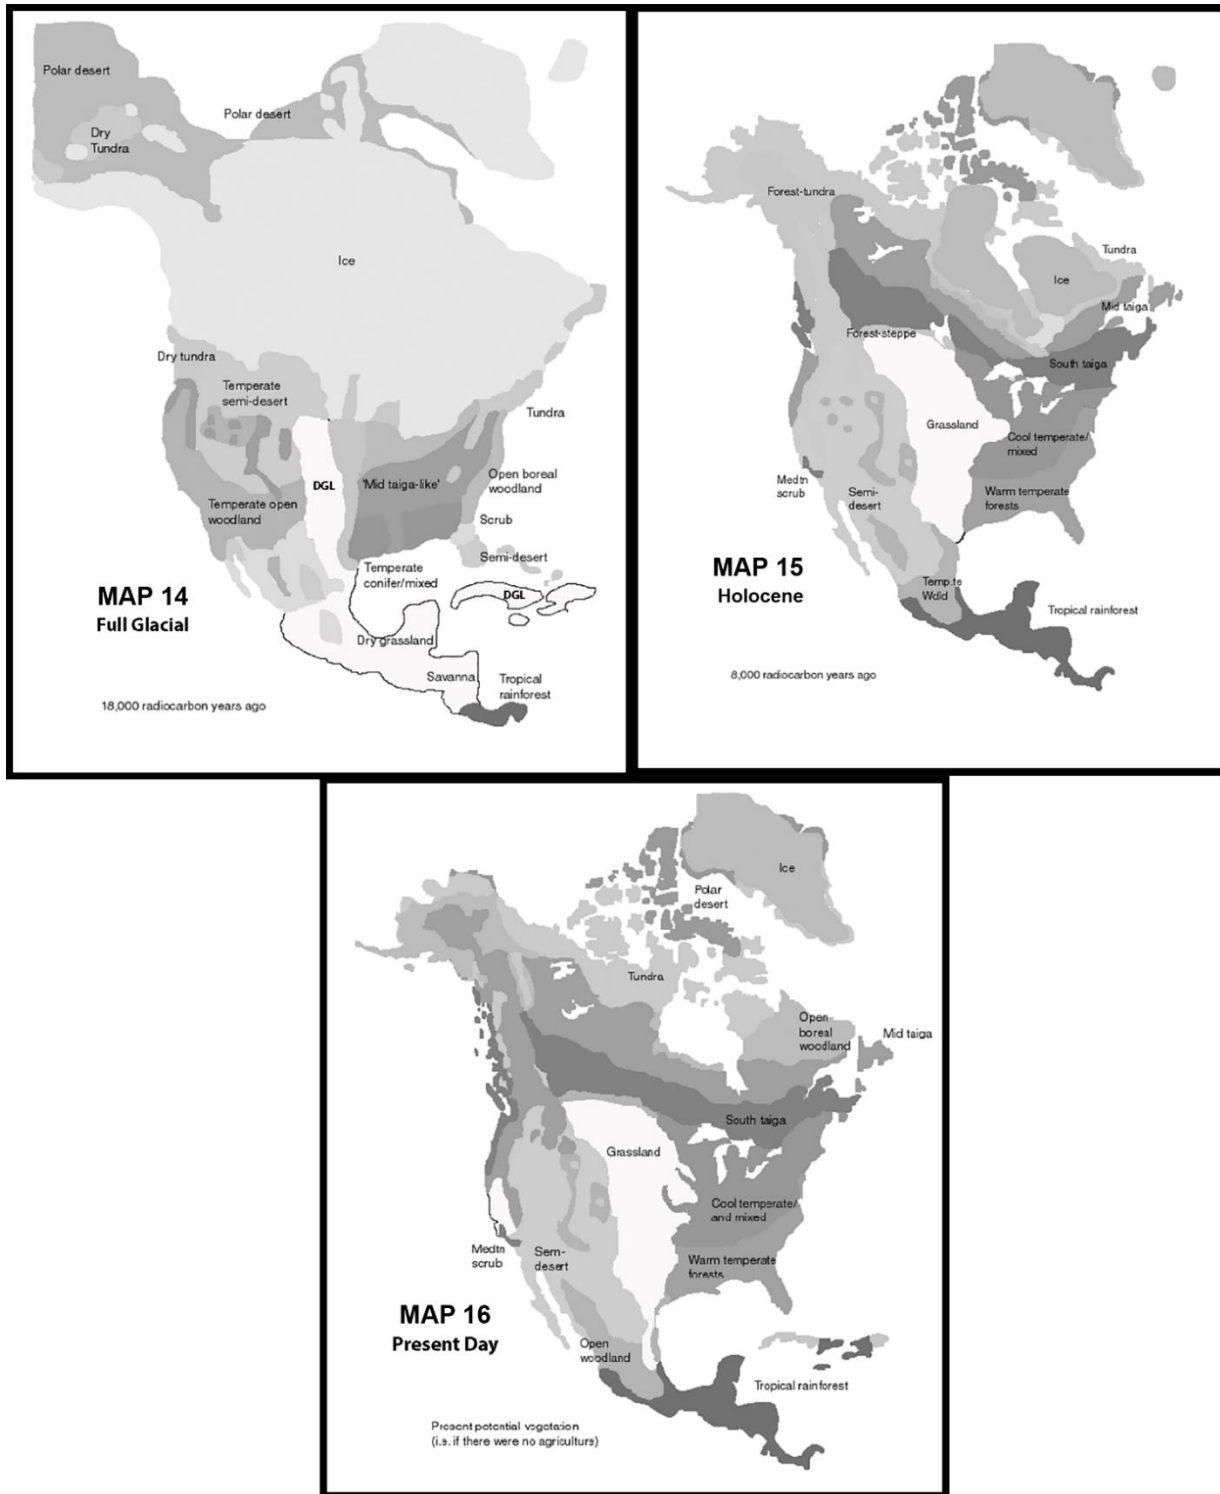 Polar desert
Polar desert
Dry
Tundra
Ice
Dry tundra
Temperate
semi-desert
Tundra
DGL
'Mid taiga-like'
Open boreal
woodland
Temperate open
woodland
Scrub
Semi-desert
Temperate
conifer/mixed
DGL
MAP 14
Full Glacial
Dry grassland
Savanna
Tropical
rainforest
18,000 radiocarbon years ago
Forest-tundra
Tundra
Ice
Mid taiga
Forest-steppe
South taiga
Grassland
Cool temperate/
mixed
Medtn
scrub
Semi-
desert
Warm temperate
forests
MAP 15
Holocene
Temp.te
Wdld
Tropical rainforest
8,000 radiocarbon years ago
Ice
Polar
desert
Tundra
Open
boreal
woodland
Mid taiga
South taiga
Grassland
Cool temperate/
and mixed
Medtn
scrub
Sem-
desert
Warm temperate
forests
MAP 16
Present Day
Open
woodland
Tropical rainforest
Present potential vegetation
(i.e. if there were no agriculture)